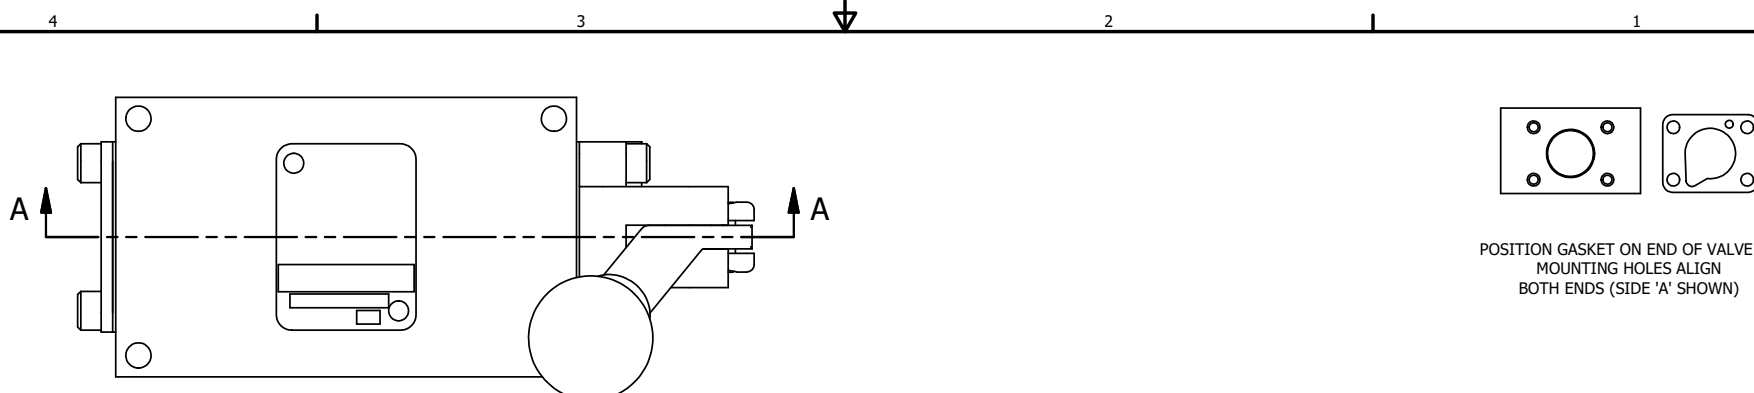 4 3 2 1
A A
POSITION GASKET ON END OF VALVE
MOUNTING HOLES ALIGN
BOTH ENDS (SIDE 'A' SHOWN)